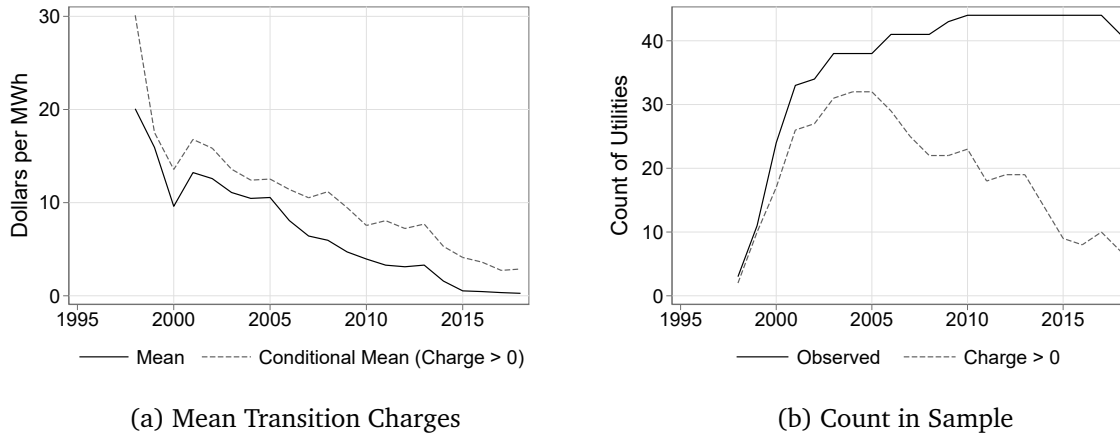 30
20
10
0
Dollars per MWh
1995 2000 2005 2010 2015
Mean Conditional Mean (Charge > 0)
(a) Mean Transition Charges
40
30
20
10
0
Count of Utilities
1995 2000 2005 2010 2015
Observed Charge > 0
(b) Count in Sample